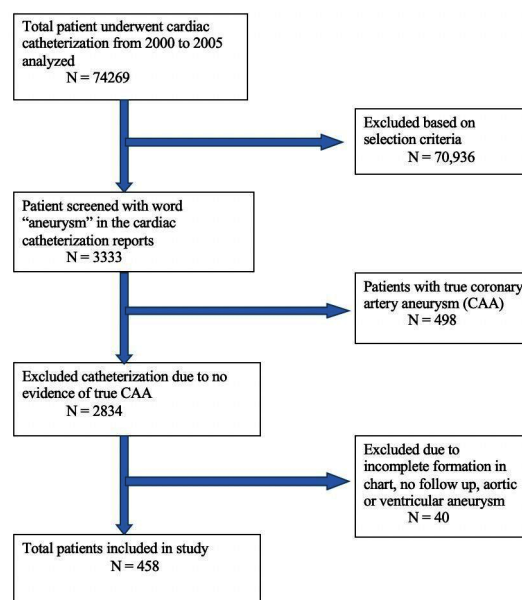 Total patient underwent cardiac
catheterization from 2000 to 2005
analyzed
N = 74269
Excluded based on
selection criteria
N = 70,936
Patient screened with word
“aneurysm” in the cardiac
catheterization reports
N = 3333
Patients with true coronary
artery aneurysm (CAA)
N = 498
Excluded catheterization due to no
evidence of true CAA
N = 2834
Excluded due to
incomplete formation in
chart, no follow up, aortic
or ventricular aneurysm
N = 40
Total patients included in study
N = 458